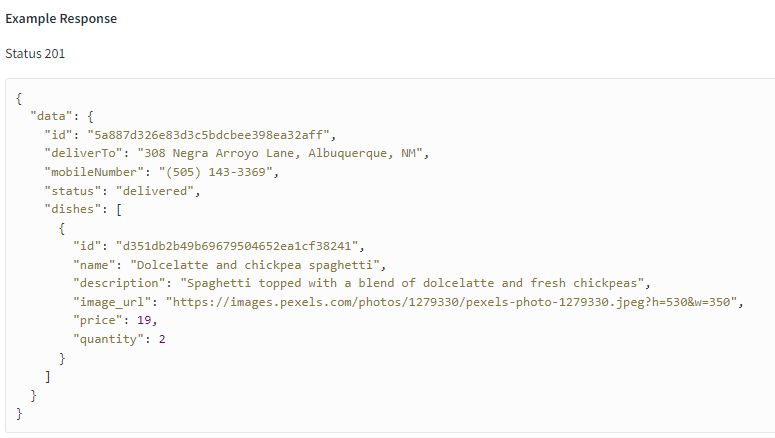 Example Response
Status 201
{
  "data": {
    "id": "5a887d326e83d3c5bdcbee398ea32aff",
    "deliverTo": "308 Negra Arroyo Lane, Albuquerque, NM",
    "mobileNumber": "(505) 143-3369",
    "status": "delivered",
    "dishes": [
      {
        "id": "d351db2b49b69679504652ea1cf38241",
        "name": "Dolcelatte and chickpea spaghetti",
        "description": "Spaghetti topped with a blend of dolcelatte and fresh chickpeas",
        "image_url": "https://images.pexels.com/photos/1279330/pexels-photo-1279330.jpeg?h=530&w=350",
        "price": 19,
        "quantity": 2
      }
    ]
  }
}